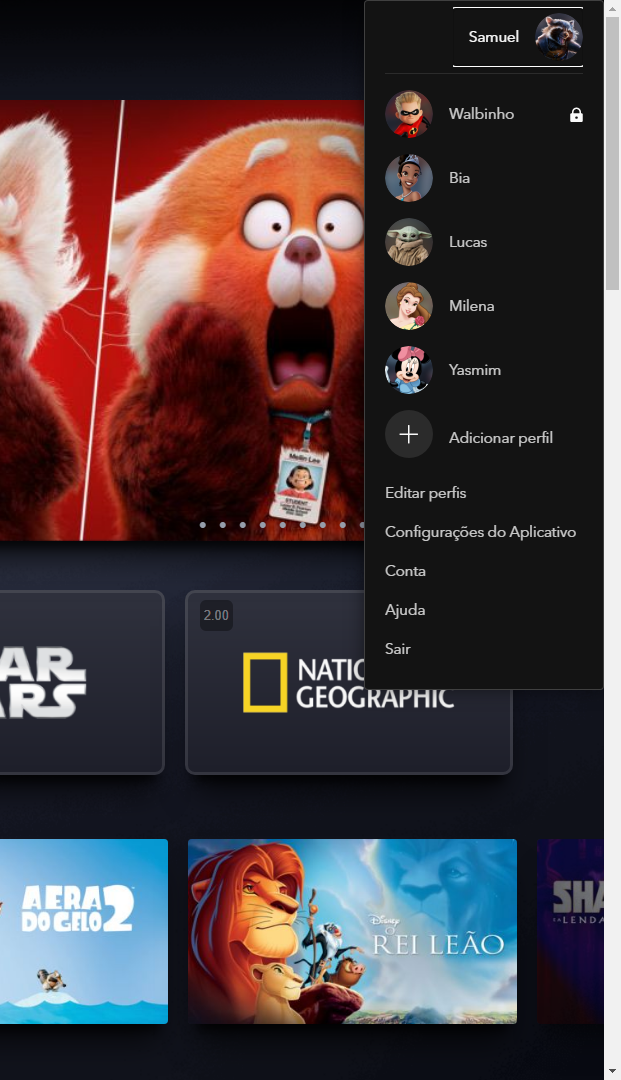 Samuel
Walbinho
Bia
Lucas
Milena
Yasmim
Adicionar perfil
Editar perfis
Configurações do Aplicativo
Conta
Ajuda
Sair
Meilin Lee
STUDENT
AR
ARS
2.00
NATIO
GEOGRAPHIC
A ERA
DO GELO 2
Disney
O REI LEÃO
SHA
A LENDA